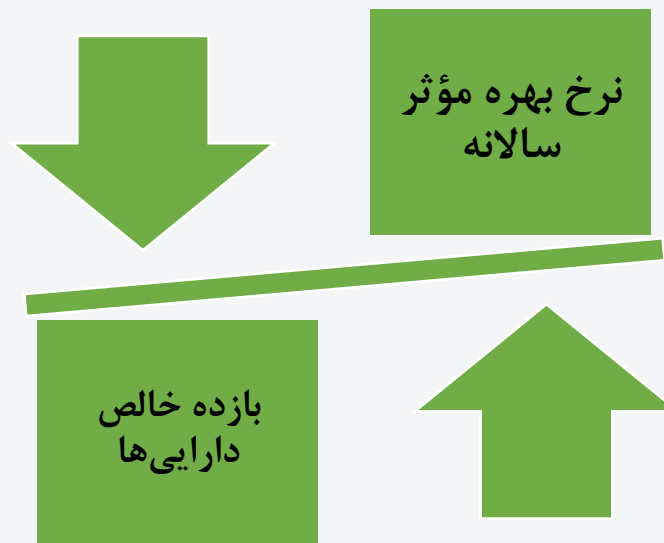 نرخ بهره مؤثر
سالانه
بازده خالص
دارایی‌ها